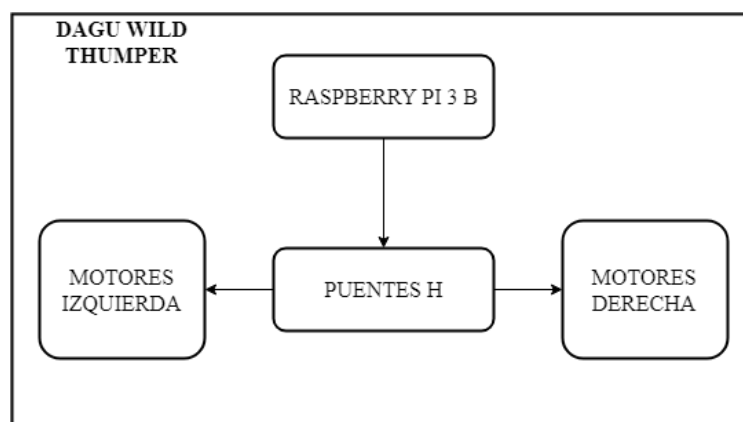 DAGU WILD
THUMPER
RASPBERRY PI 3 B
MOTORES
IZQUIERDA
PUENTES H
MOTORES
DERECHA